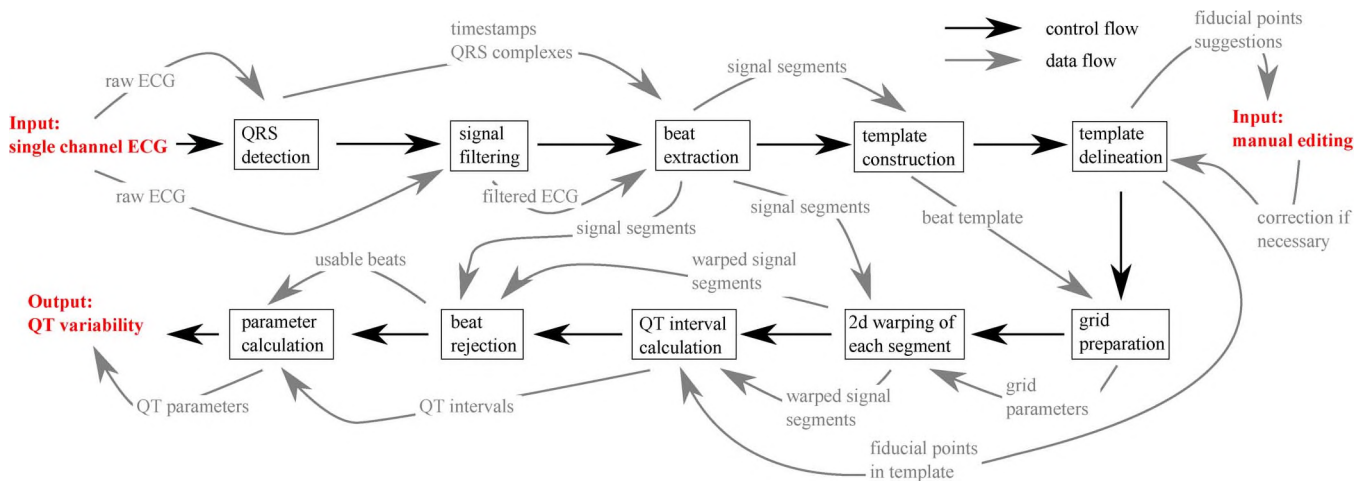 timestamps
QRS complexes
control flow
fiducial points
suggestions
data flow
raw ECG
signal segments
Input:
single channel ECG
QRS
detection
signal
filtering
beat
extraction
template
construction
template
delineation
Input:
manual editing
raw ECG
filtered ECG
signal segments
signal segments
beat template
correction if
necessary
usable beats
warped signal
segments
Output:
QT variability
parameter
calculation
beat
rejection
QT interval
calculation
2d warping of
each segment
grid
preparation
QT parameters
QT intervals
warped signal
segments
grid
parameters
fiducial points
in template